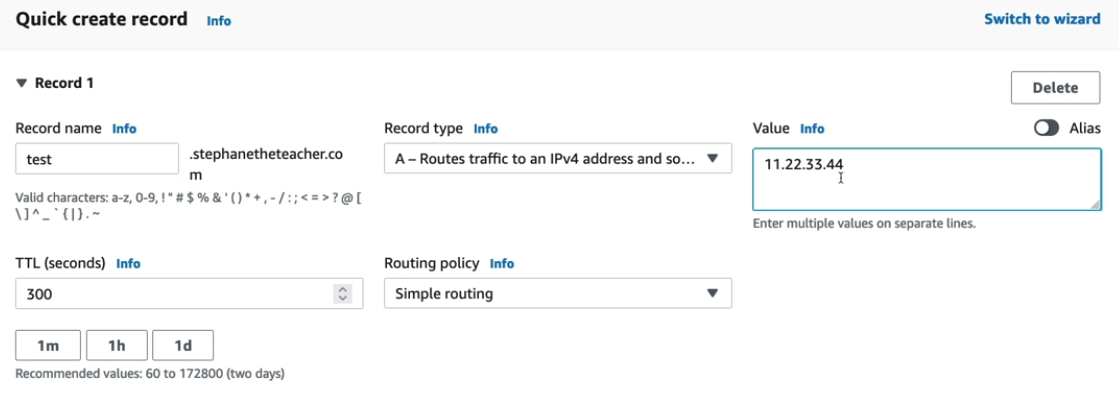 Quick create record Info Switch to wizard
▼ Record 1 Delete
Record name Info
test .stephanetheteacher.co
m
Valid characters: a-z, 0-9, ! " # $ % & ' ( ) * + , - / : ; < = > ? @ [
\ ] ^ _ ` { | } . ~
Record type Info
A – Routes traffic to an IPv4 address and so...
Value Info Alias
11.22.33.44
Enter multiple values on separate lines.
TTL (seconds) Info
300
1m 1h 1d
Recommended values: 60 to 172800 (two days)
Routing policy Info
Simple routing